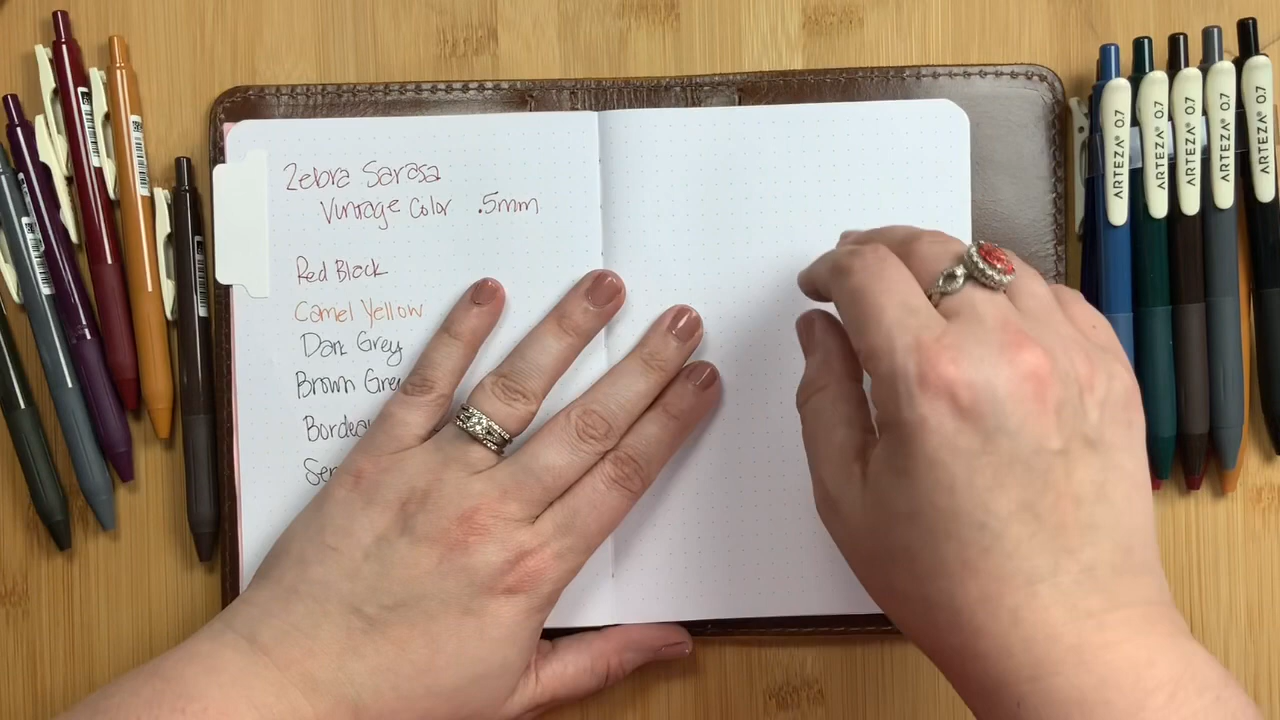 Zebra Sarasa
Vintage Color .5mm
Red Black
Camel Yellow
Dark Grey
Brown Grey
ARTEZA® 0.7
ARTEZA® 0.7
ARTEZA® 0.7
ARTEZA® 0.7
ARTEZA® 0.7